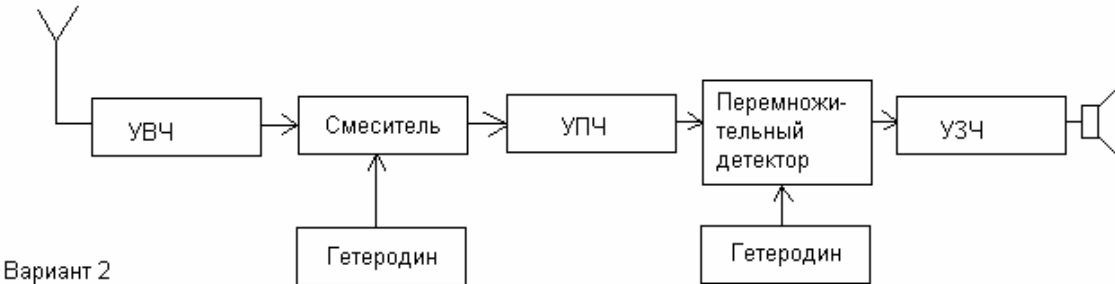 УВЧ
Смеситель
УПЧ
Перемножи-
тельный
детектор
УЗЧ
Гетеродин
Гетеродин
Вариант 2